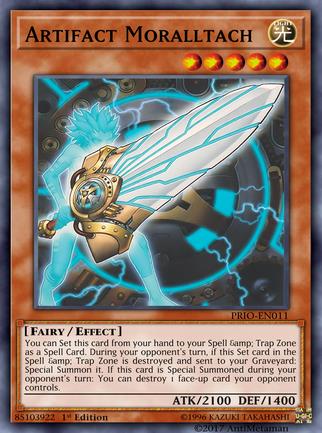 ARTIFACT MORALLTACH
LIGHT
光
PRIO-EN011
[FAIRY / EFFECT]
You can Set this card from your hand to your Spell &amp; Trap Zone
as a Spell Card. During your opponent's turn, if this Set card in the
Spell &amp; Trap Zone is destroyed and sent to your Graveyard:
Special Summon it. If this card is Special Summoned during your
opponent's turn: You can destroy 1 face-up card your opponent
controls.
ATK/2100 DEF/1400
85103922 1st Edition ©1996 KAZUKI TAKAHASHI
©2017 AntiMetaman